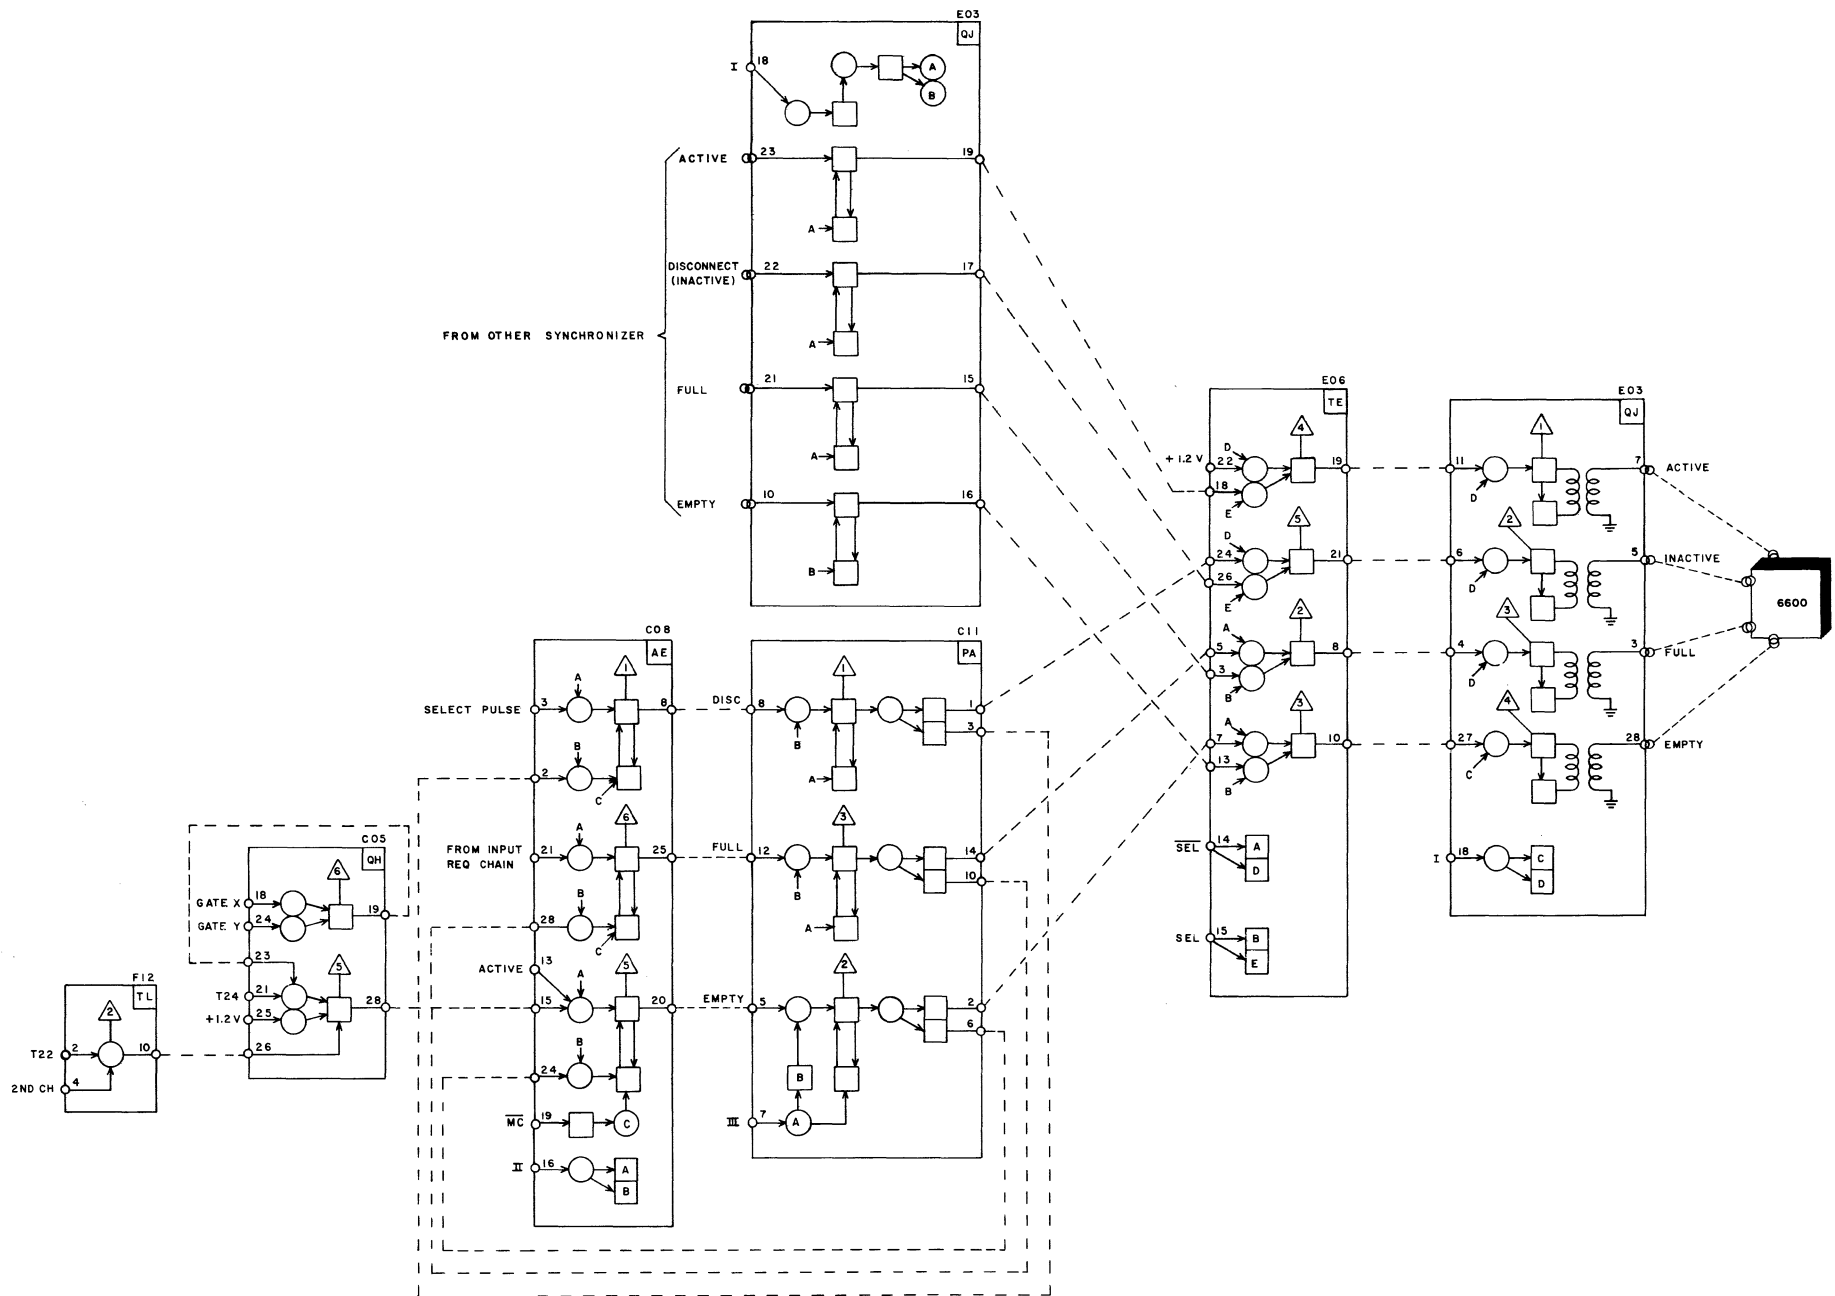 E03
QJ
I 18
A
B
ACTIVE 23 19
A
DISCONNECT
(INACTIVE) 22 17
A
FROM OTHER SYNCHRONIZER
FULL 21 15
A
EMPTY 10 16
B
F12
TL
2
T22 2 10
2ND CH 4
C05
QH
6
GATE X 18
GATE Y 24 19
23
5
T24 21
+1.2V 25 28
26
C08
AE
1
A
SELECT PULSE 3 8
B
2
C
6
A
FROM INPUT
REQ CHAIN 21 25
B
28
C
ACTIVE 13
5
A
15 20
B
24
MC 19 C
II 16 A
B
C11
PA
1
DISC 8 1
3
B
A
3
FULL 12 14
10
B
A
2
EMPTY 5 2
6
B
III 7 A
E06
TE
4
D
+1.2V 22 19
18
E
5
D
24 21
26
E
2
A
5 8
3
B
3
A
7 10
13
B
SEL 14 A
D
SEL 15 B
E
E03
QJ
1
11 7 ACTIVE
D
2
6 5 INACTIVE
D
3
4 3 FULL
D
4
27 28 EMPTY
C
I 18 C
D
6600